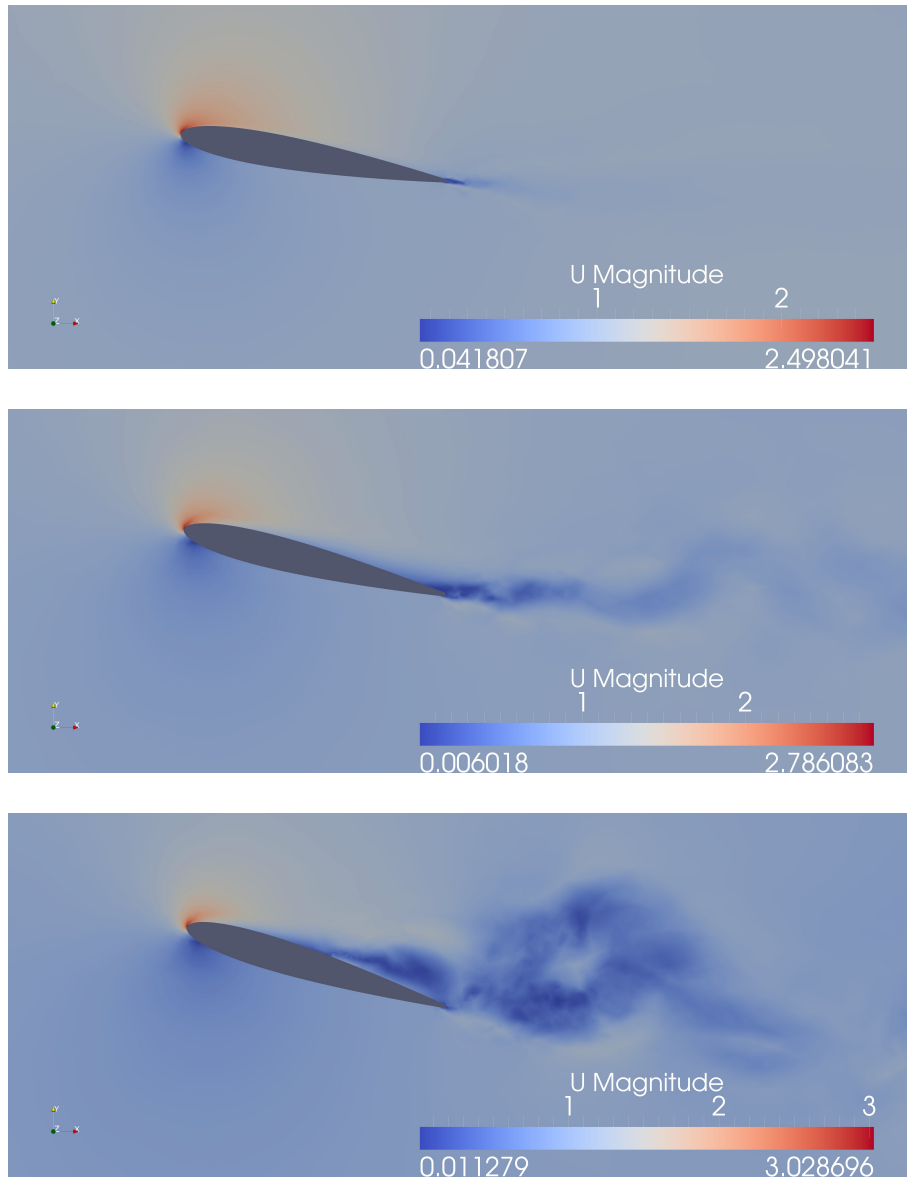 U Magnitude
1 2
0.041807 2.498041
Y
Z X
U Magnitude
1 2
0.006018 2.786083
Y
Z X
U Magnitude
1 2 3
0.011279 3.028696
Y
Z X